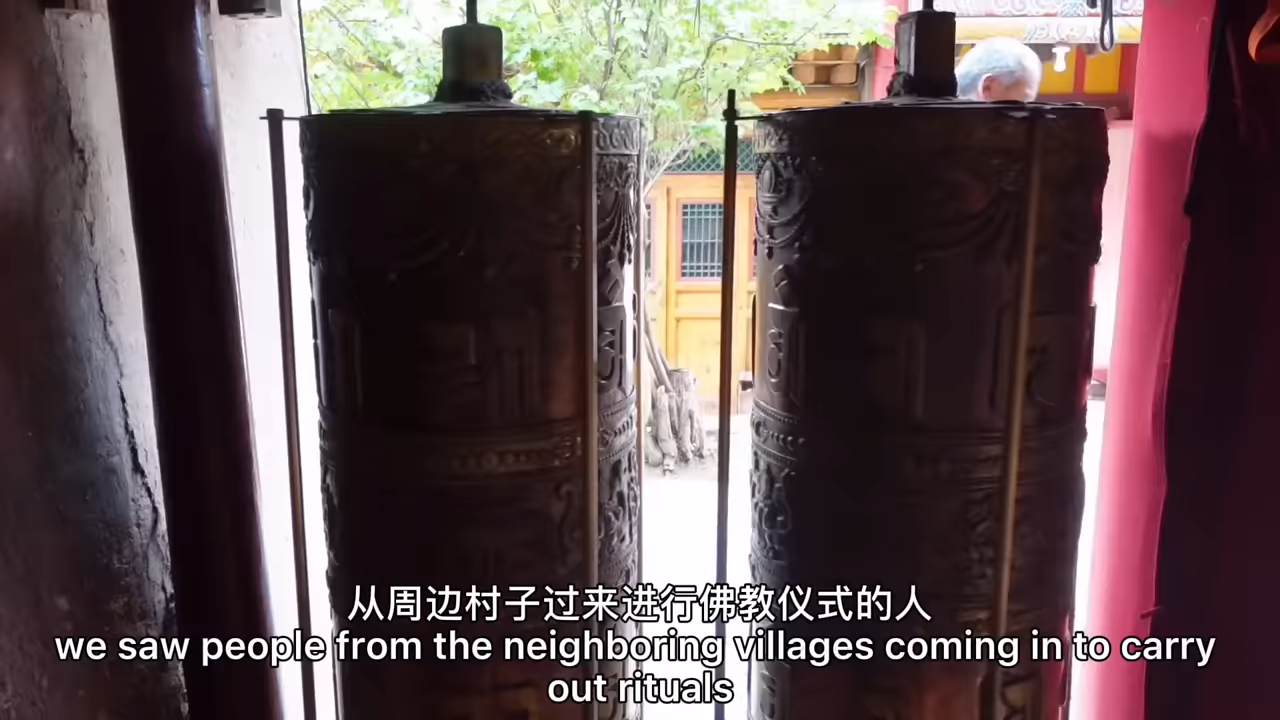 从周边村子过来进行佛教仪式的人
we saw people from the neighboring villages coming in to carry
out rituals